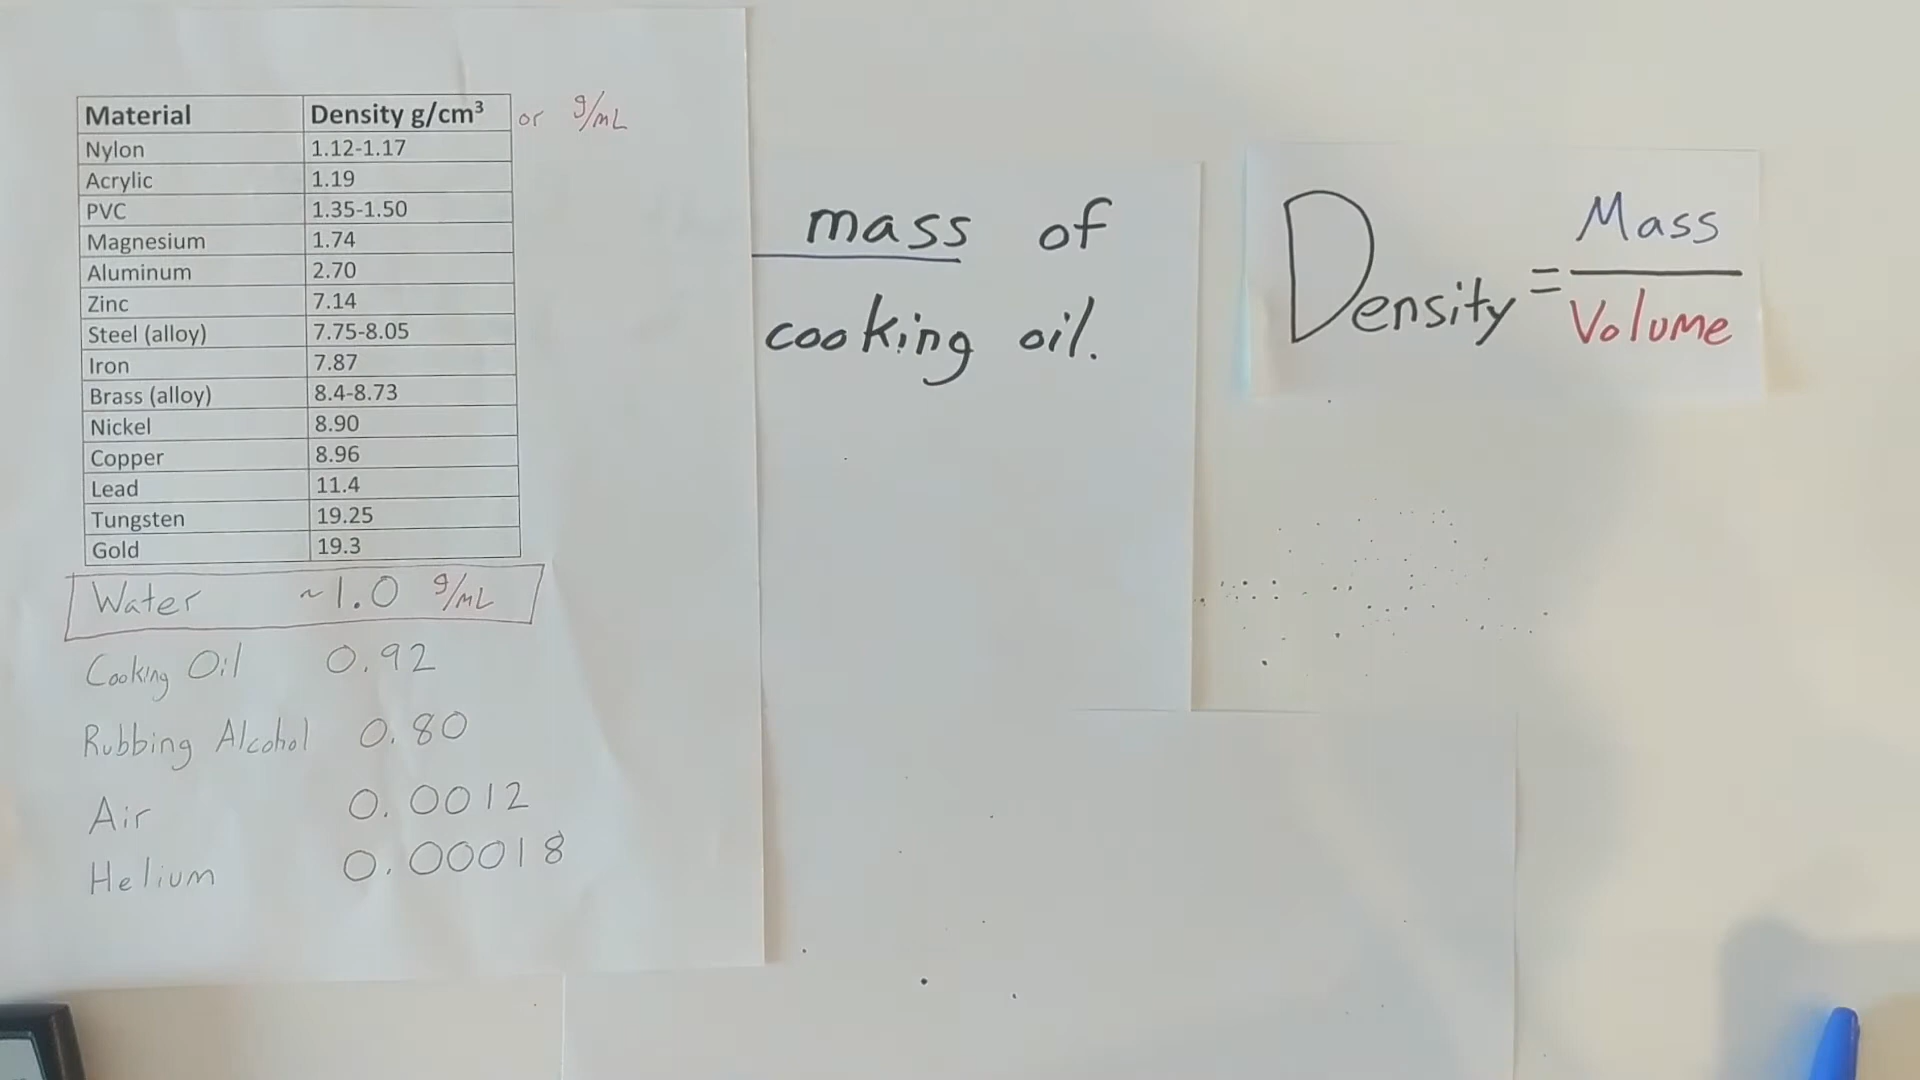 Material Density g/cm³ or g/mL
Nylon 1.12-1.17
Acrylic 1.19
PVC 1.35-1.50
Magnesium 1.74
Aluminum 2.70
Zinc 7.14
Steel (alloy) 7.75-8.05
Iron 7.87
Brass (alloy) 8.4-8.73
Nickel 8.90
Copper 8.96
Lead 11.4
Tungsten 19.25
Gold 19.3
Water ~1.0 g/mL
Cooking Oil 0.92
Rubbing Alcohol 0.80
Air 0.0012
Helium 0.00018
mass of
cooking oil.
Density = Mass
Volume